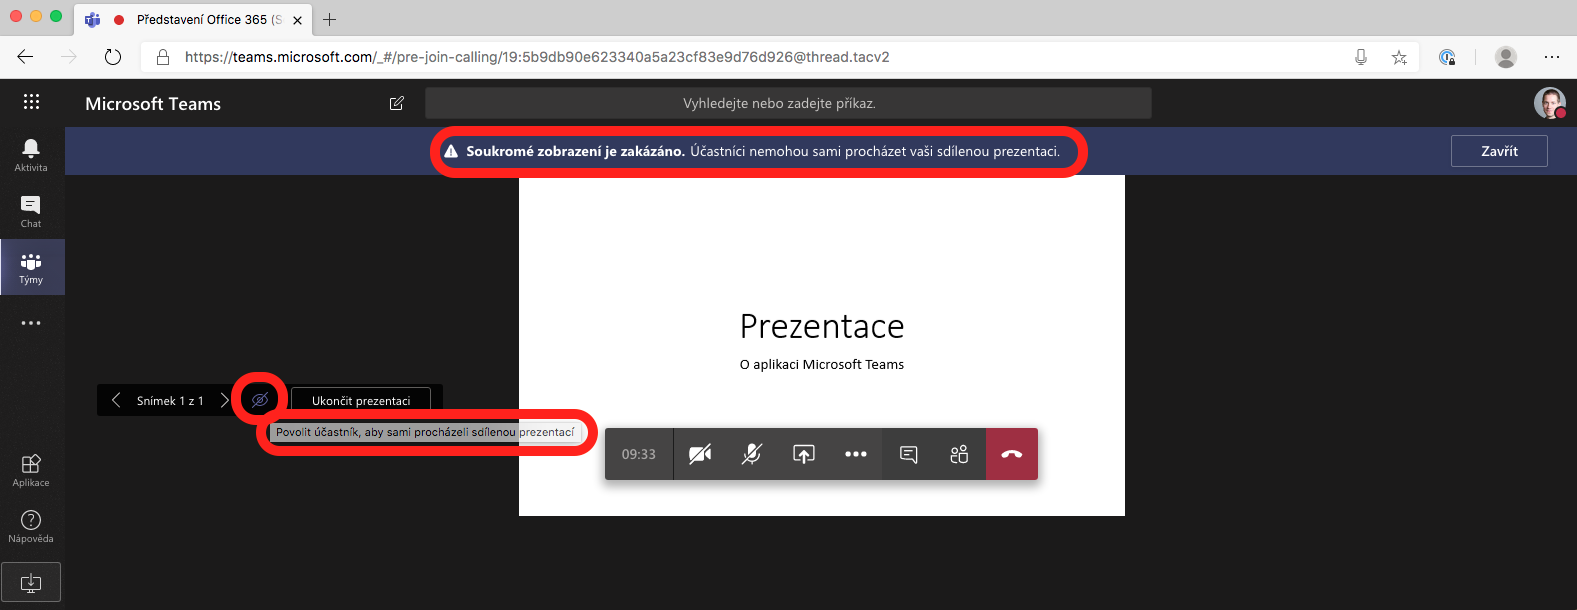 Představení Office 365 (S
https://teams.microsoft.com/_#/pre-join-calling/19:5b9db90e623340a5a23cf83e9d76d926@thread.tacv2
Microsoft Teams
Vyhledejte nebo zadejte příkaz.
Soukromé zobrazení je zakázáno. Účastníci nemohou sami procházet vaši sdílenou prezentaci.
Zavřít
Aktivita
Chat
Týmy
Prezentace
O aplikaci Microsoft Teams
Snímek 1 z 1
Ukončit prezentaci
Povolit účastník, aby sami procházeli sdílenou prezentací
09:33
Aplikace
Nápověda